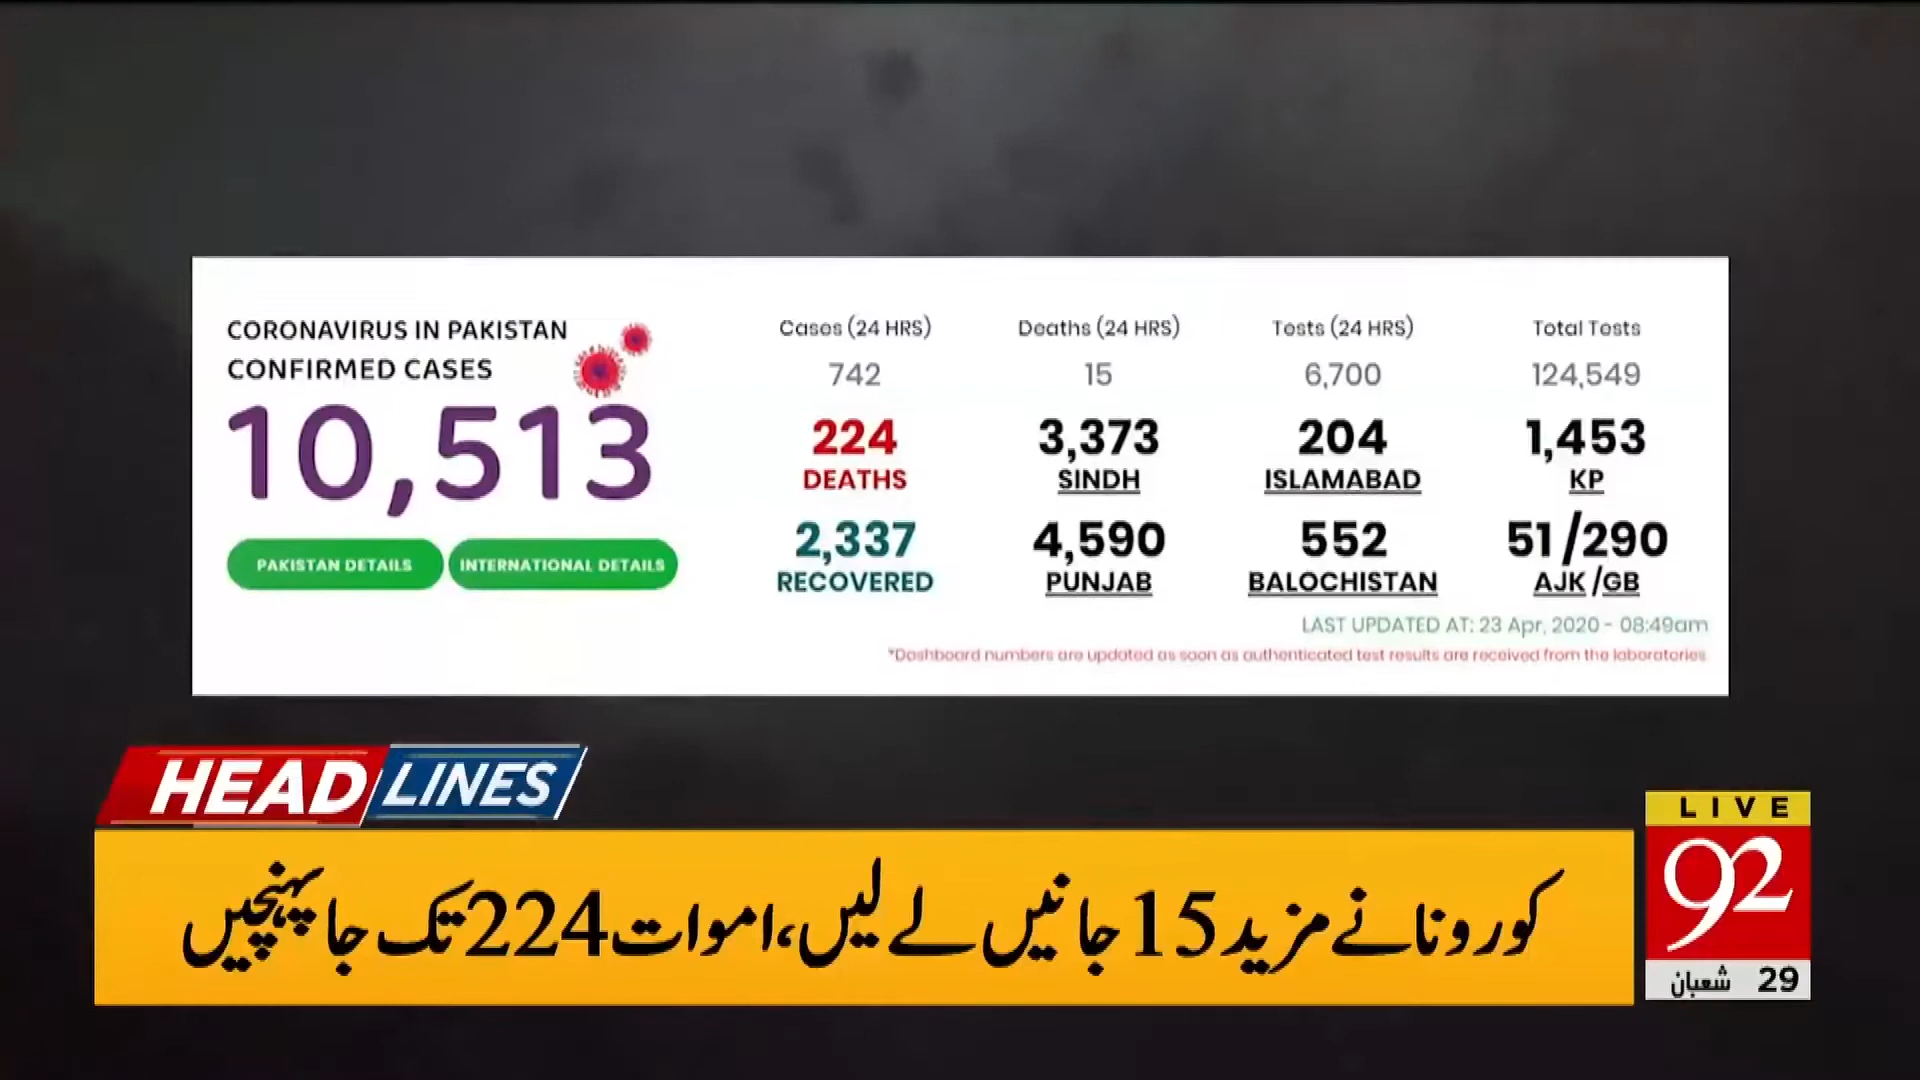 CORONAVIRUS IN PAKISTAN
CONFIRMED CASES
10,513
PAKISTAN DETAILS
INTERNATIONAL DETAILS
Cases (24 HRS)
742
Deaths (24 HRS)
15
Tests (24 HRS)
6,700
Total Tests
124,549
224
DEATHS
3,373
SINDH
204
ISLAMABAD
1,453
KP
2,337
RECOVERED
4,590
PUNJAB
552
BALOCHISTAN
51/290
AJK/GB
LAST UPDATED AT: 23 Apr, 2020 - 08:49am
*Dashboard numbers are updated as soon as authenticated test results are received from the laboratories
HEADLINES
کورونا نے مزید 15 جانیں لے لیں، اموات 224 تک جا پہنچیں
LIVE
92
29 شعبان